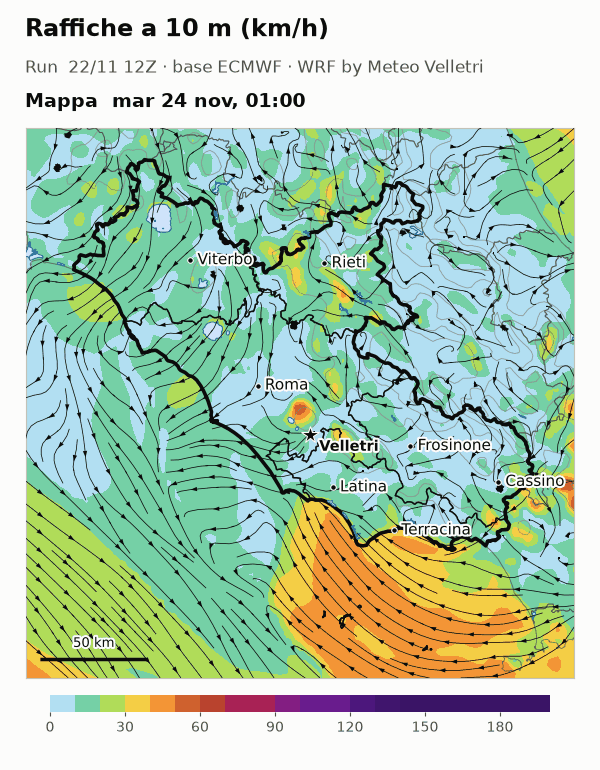 Raffiche a 10 m (km/h)
Run  22/11 12Z · base ECMWF · WRF by Meteo Velletri
Mappa  mar 24 nov, 01:00
Viterbo
Rieti
Roma
Velletri
Frosinone
Cassino
Latina
Terracina
50 km
0 30 60 90 120 150 180